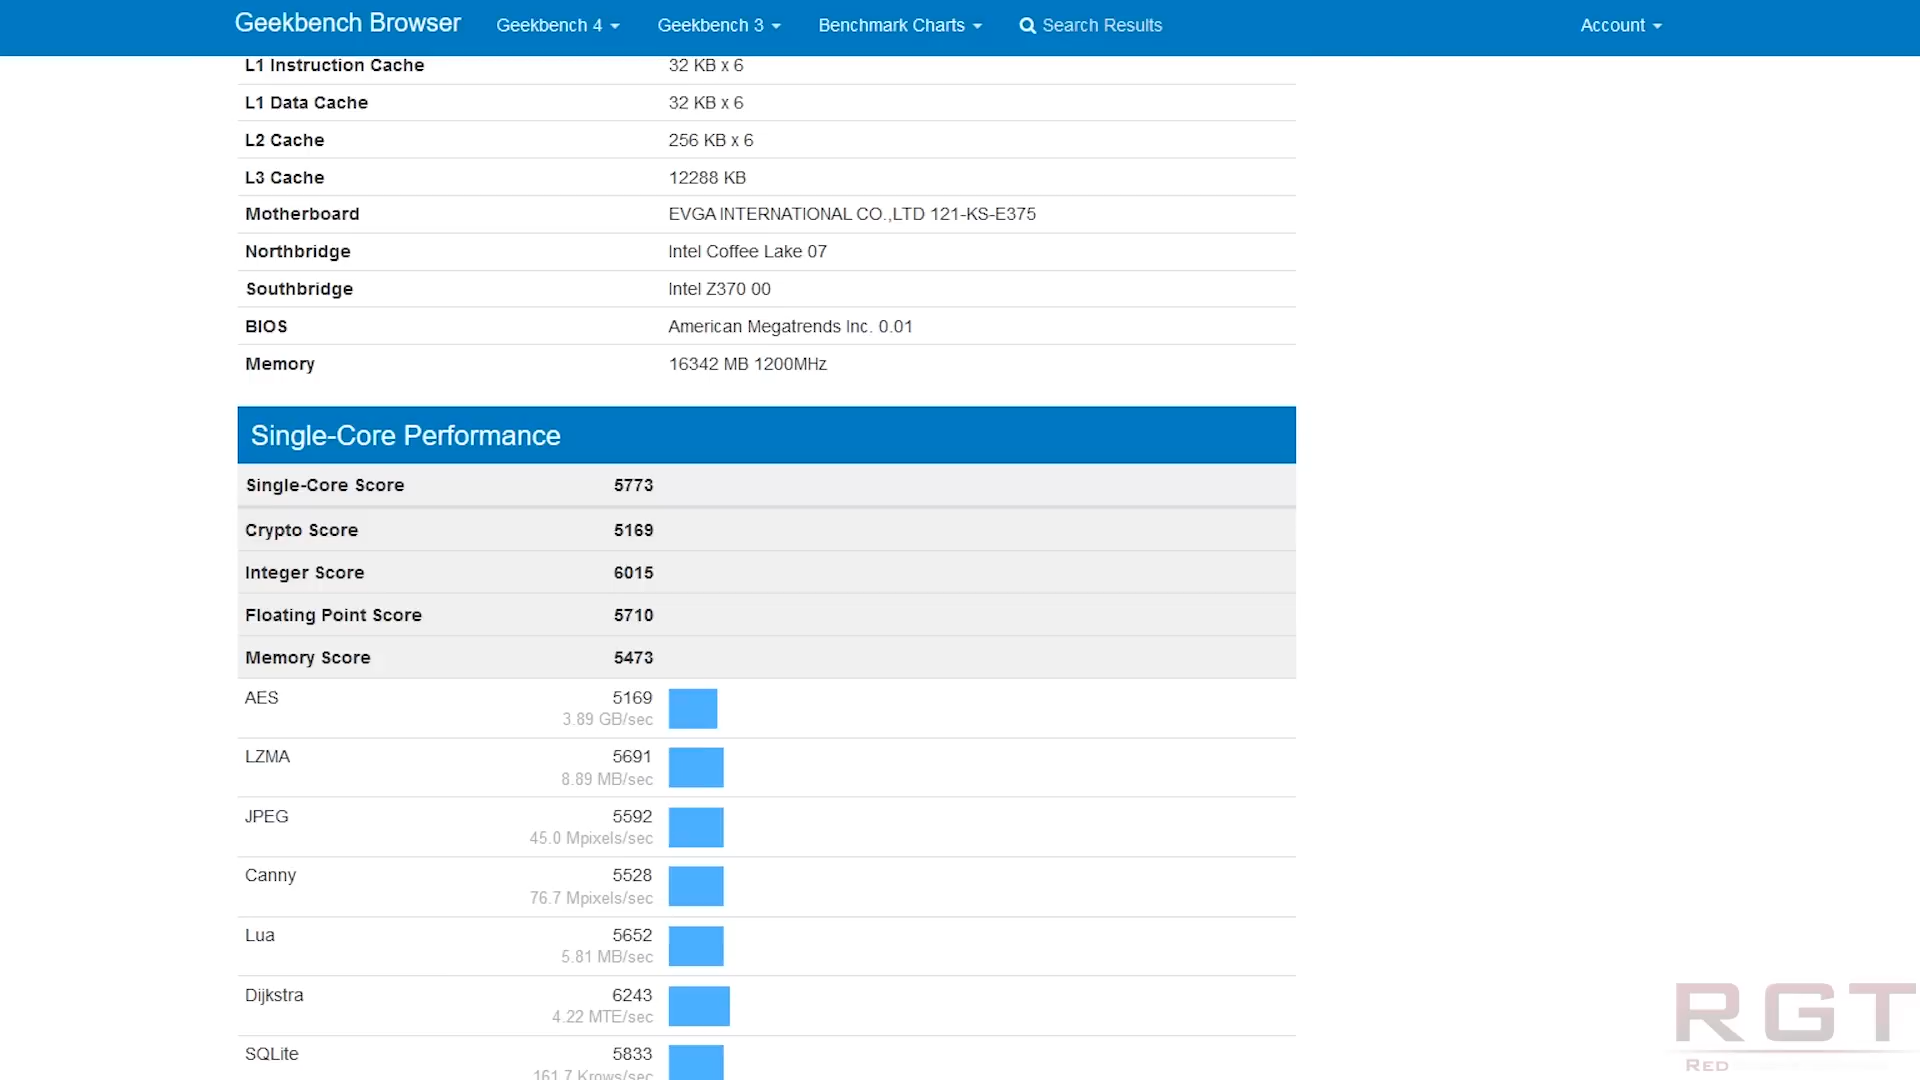 Geekbench Browser Geekbench 4 Geekbench 3 Benchmark Charts Search Results Account
L1 Instruction Cache 32 KB x 6
L1 Data Cache 32 KB x 6
L2 Cache 256 KB x 6
L3 Cache 12288 KB
Motherboard EVGA INTERNATIONAL CO.,LTD 121-KS-E375
Northbridge Intel Coffee Lake 07
Southbridge Intel Z370 00
BIOS American Megatrends Inc. 0.01
Memory 16342 MB 1200MHz
Single-Core Performance
Single-Core Score 5773
Crypto Score 5169
Integer Score 6015
Floating Point Score 5710
Memory Score 5473
AES 5169
3.89 GB/sec
LZMA 5691
8.89 MB/sec
JPEG 5592
45.0 Mpixels/sec
Canny 5528
76.7 Mpixels/sec
Lua 5652
5.81 MB/sec
Dijkstra 6243
4.22 MTE/sec
SQLite 5833
161.7 Krows/sec
RGT
RED